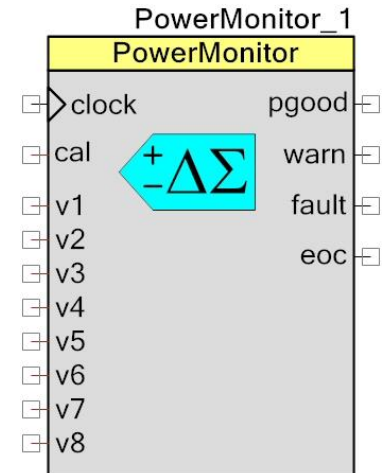 PowerMonitor_1
PowerMonitor
clock
pgood
cal
+
−
ΔΣ
warn
v1
fault
v2
eoc
v3
v4
v5
v6
v7
v8